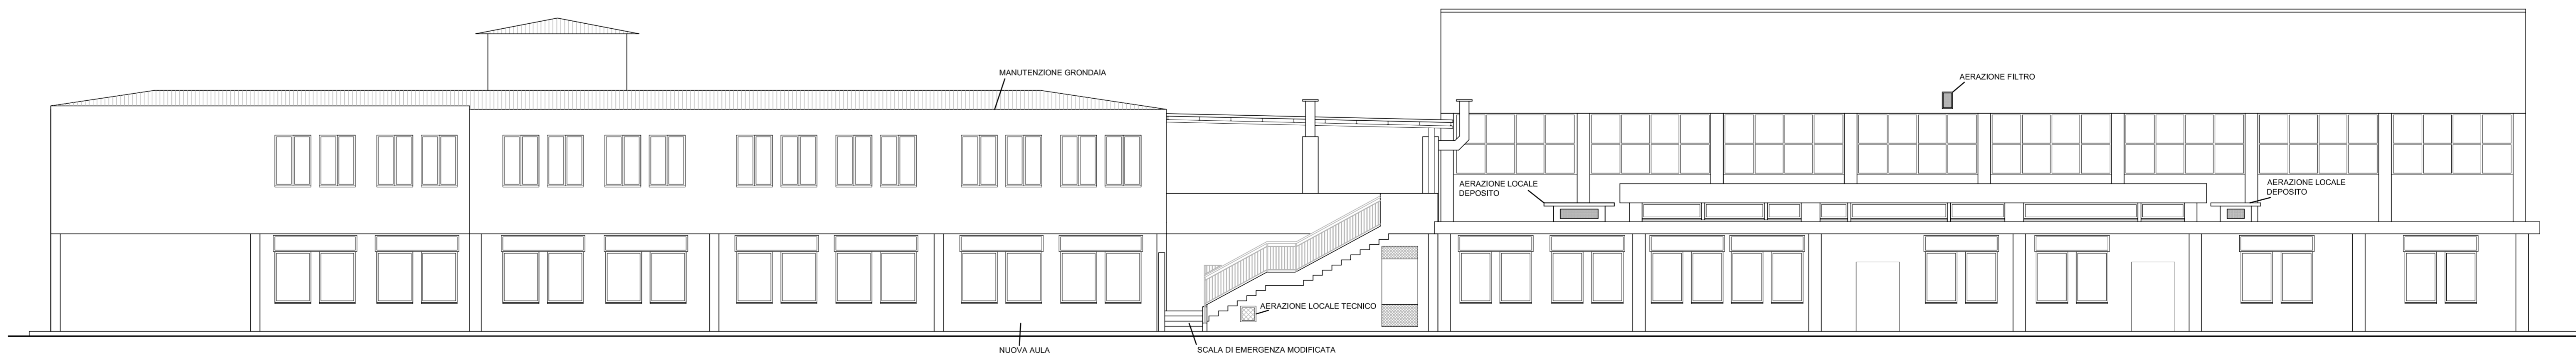 MANUTENZIONE GRONDAIA
AERAZIONE FILTRO
AERAZIONE LOCALE
DEPOSITO
AERAZIONE LOCALE
DEPOSITO
AERAZIONE LOCALE TECNICO
NUOVA AULA
SCALA DI EMERGENZA MODIFICATA